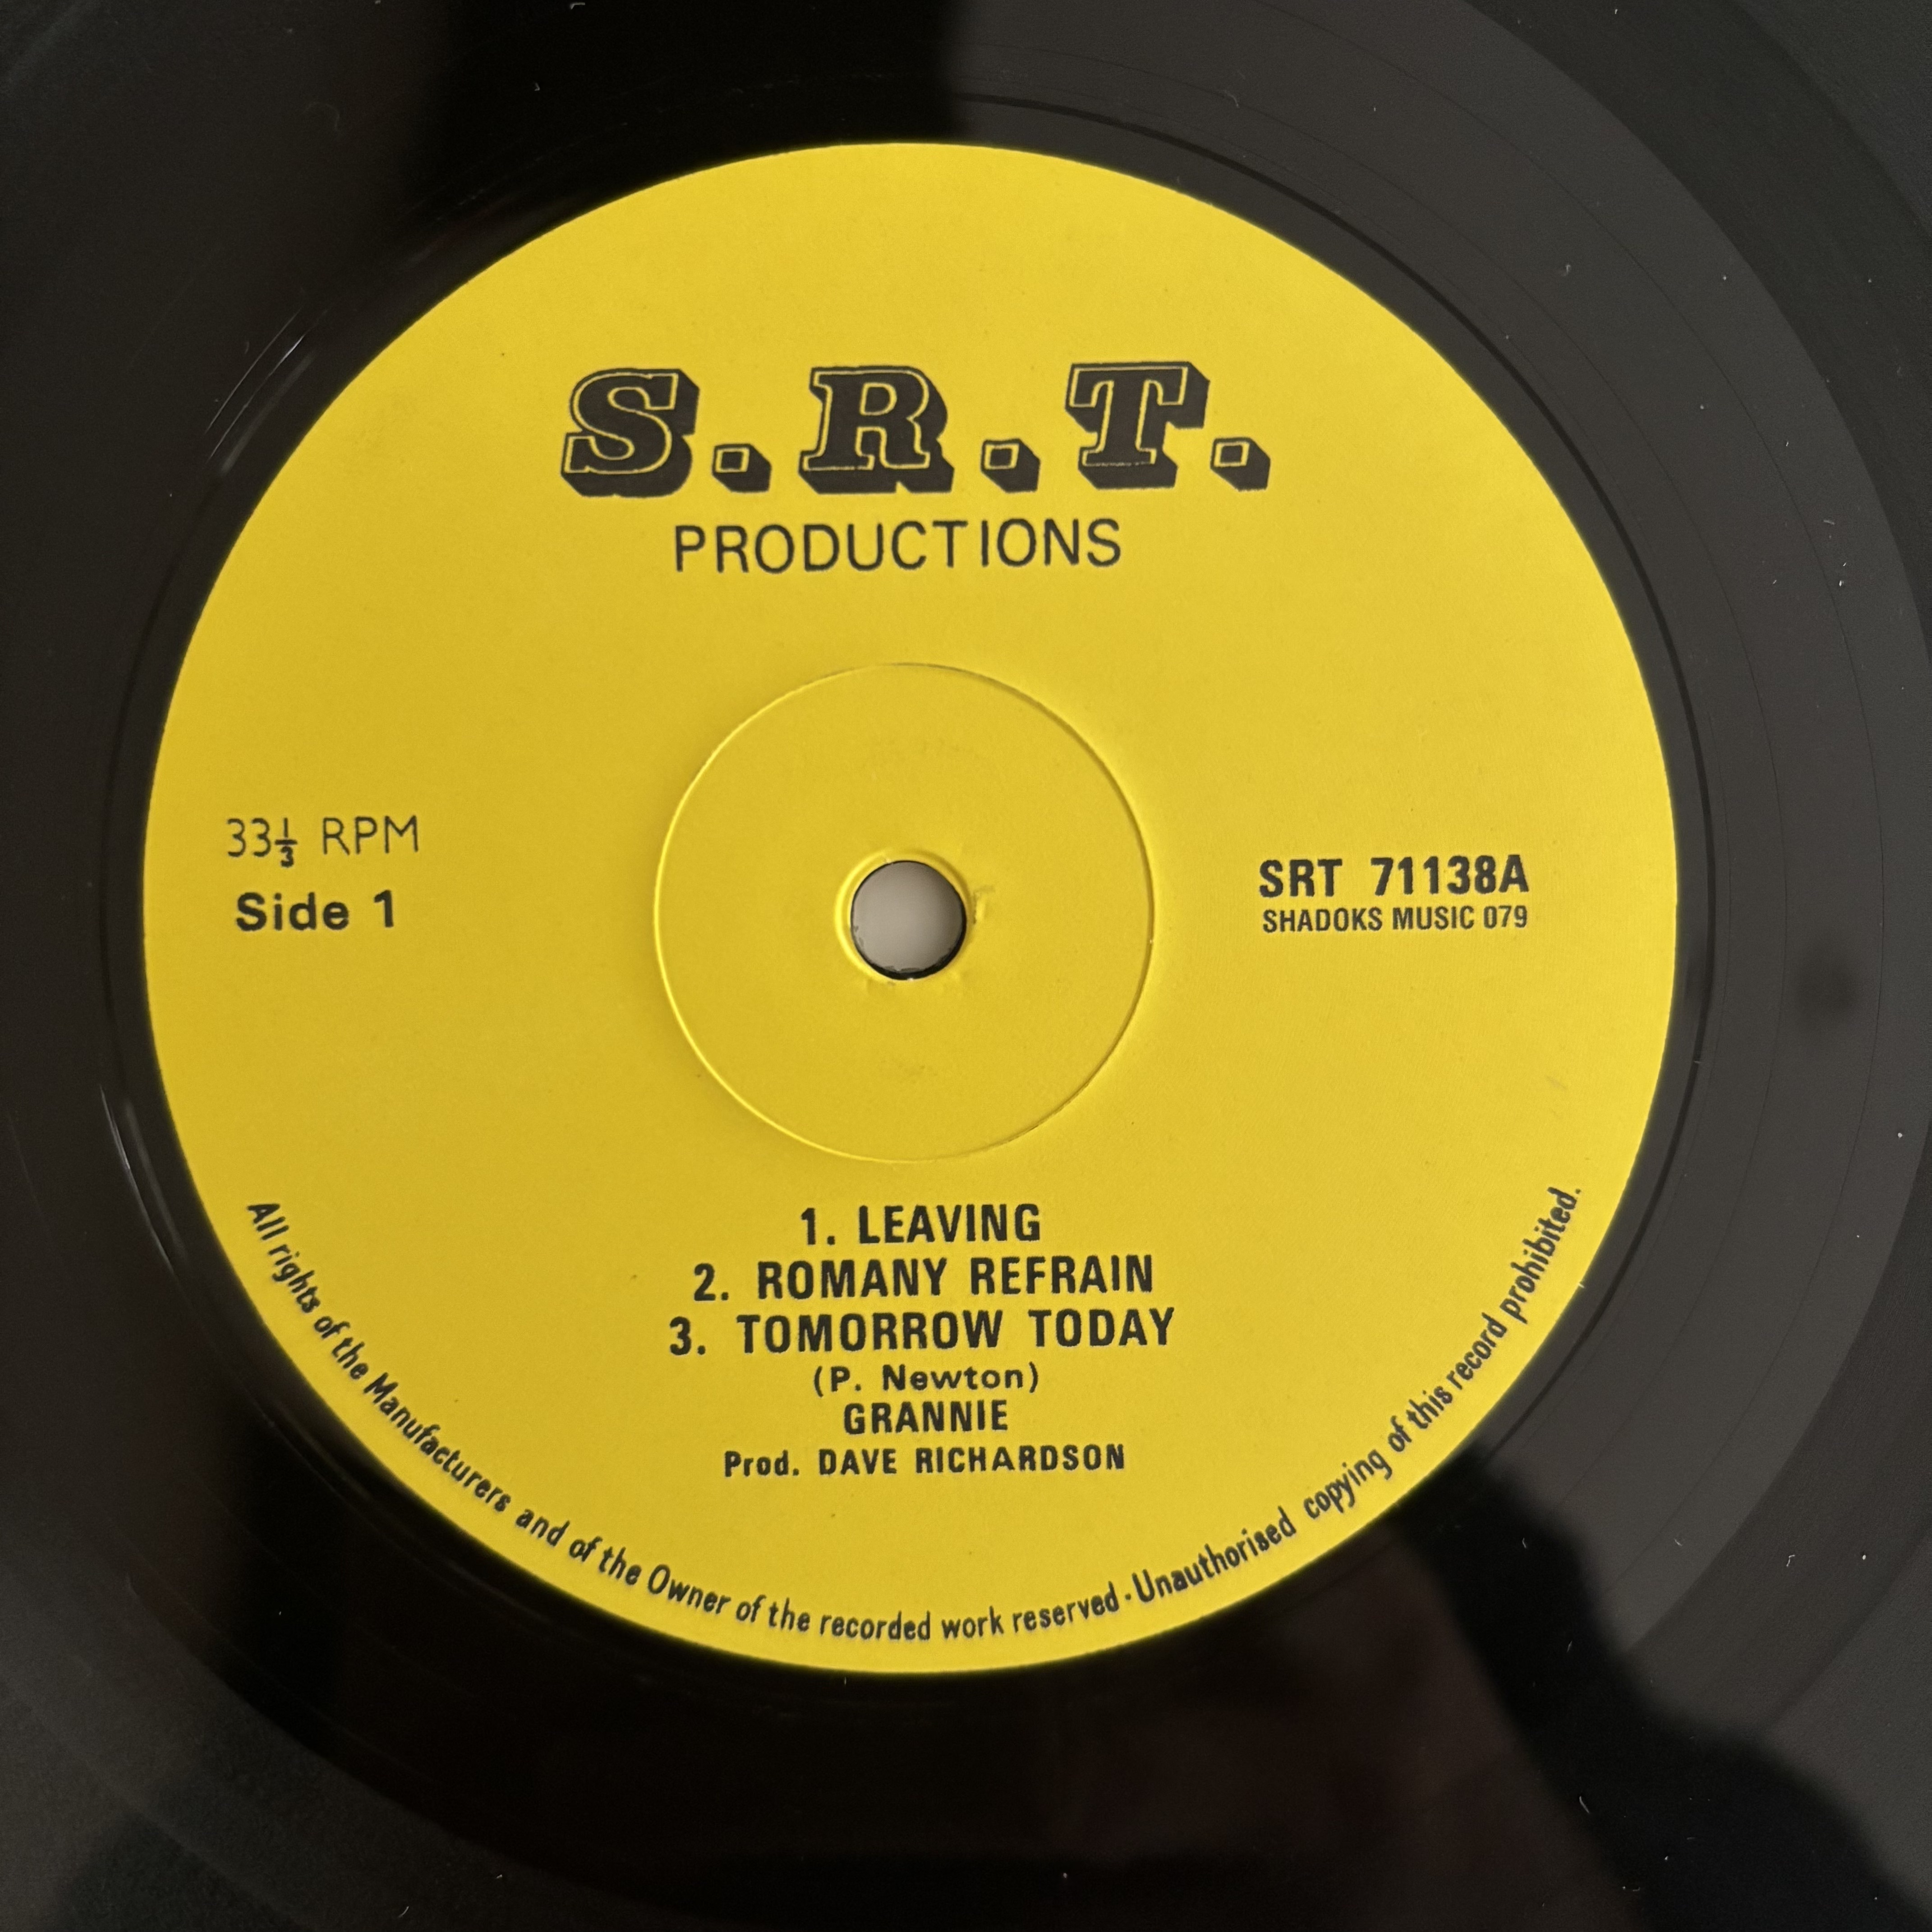 S.R.T.
PRODUCTIONS
33⅓ RPM
Side 1
SRT 71138A
SHADOKS MUSIC 079
1. LEAVING
2. ROMANY REFRAIN
3. TOMORROW TODAY
(P. Newton)
GRANNIE
Prod. DAVE RICHARDSON
All rights of the Manufacturers and of the Owner of the recorded work reserved · Unauthorised copying of this record prohibited.